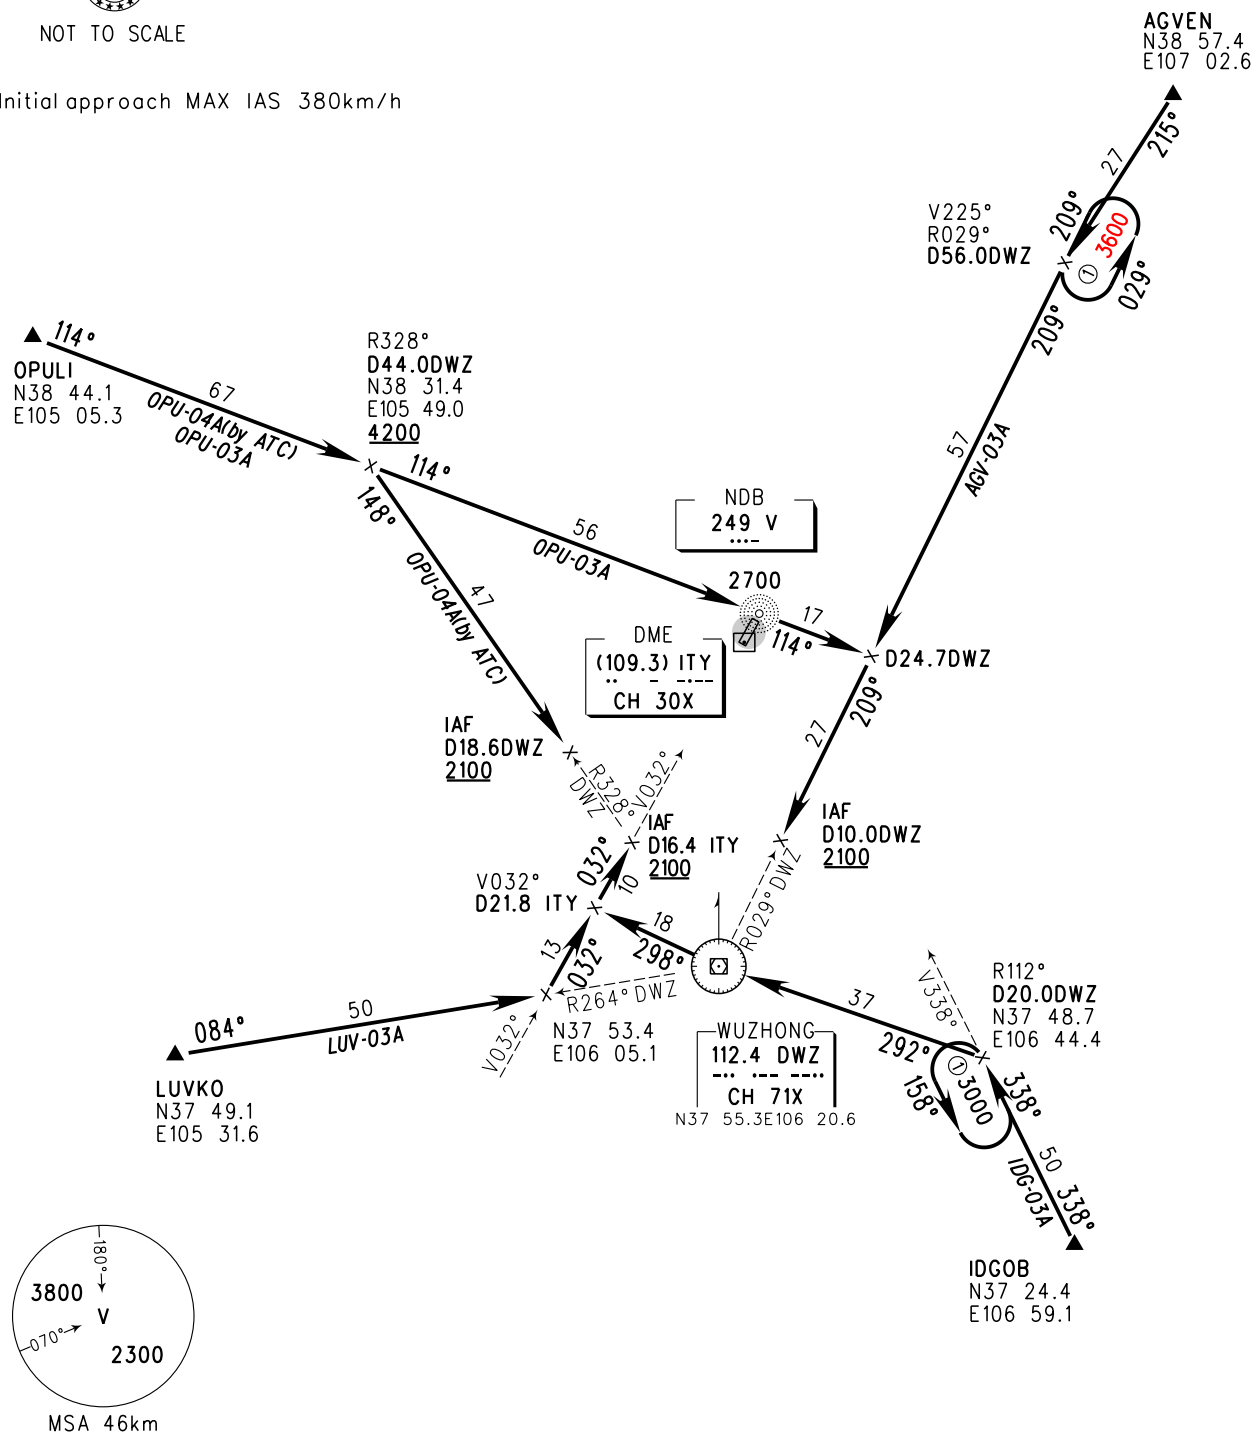 NOT TO SCALE
Initial approach MAX IAS 380km/h
AGVEN
N38 57.4
E107 02.6
215°
27
209°
3600
①
029°
V225°
R029°
D56.0DWZ
209°
57
AGV-03A
114°
OPULI
N38 44.1
E105 05.3
67
OPU-04A(by ATC)
OPU-03A
R328°
D44.0DWZ
N38 31.4
E105 49.0
4200
114°
148°
56
OPU-03A
47
OPU-04A(by ATC)
NDB
249 V
2700
DME
(109.3) ITY
CH 30X
17
114°
D24.7DWZ
209°
27
IAF
D18.6DWZ
2100
R328°
DWZ
V032°
IAF
D16.4 ITY
2100
IAF
D10.0DWZ
2100
R029°DWZ
032°
10
V032°
D21.8 ITY
18
298°
13
032°
R264°DWZ
50
LUV-03A
084°
LUVKO
N37 49.1
E105 31.6
V032°
N37 53.4
E106 05.1
WUZHONG
112.4 DWZ
CH 71X
N37 55.3E106 20.6
37
292°
V338°
R112°
D20.0DWZ
N37 48.7
E106 44.4
①
3000
158°
338°
50
IDG-03A
338°
IDGOB
N37 24.4
E106 59.1
180°
3800
V
070°
2300
MSA 46km